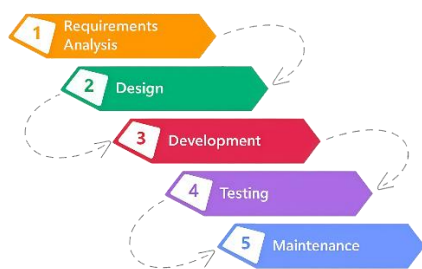 1 Requirements
Analysis
2 Design
3 Development
4 Testing
5 Maintenance